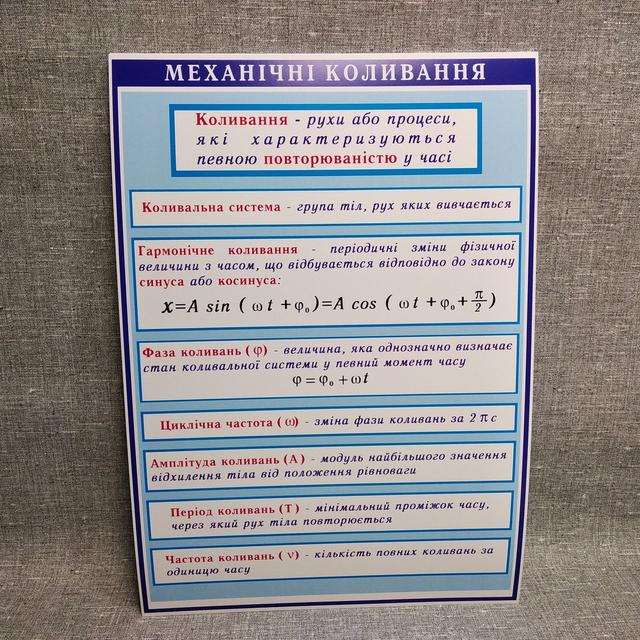 МЕХАНІЧНІ КОЛИВАННЯ
Коливання - рухи або процеси,
які характеризуються
певною повторюваністю у часі
Коливальна система - група тіл, рух яких вивчається
Гармонічне коливання - періодичні зміни фізичної
величини з часом, що відбувається відповідно до закону
синуса або косинуса:
x=A sin ( ωt +φ₀)=A cos ( ωt +φ₀+π/2)
Фаза коливань (φ) - величина, яка однозначно визначає
стан коливальної системи у певний момент часу
φ = φ₀ + ωt
Циклічна частота (ω) - зміна фази коливань за 2 π с
Амплітуда коливань (А) - модуль найбільшого значення
відхилення тіла від положення рівноваги
Період коливань (Т) - мінімальний проміжок часу,
через який рух тіла повторюється
Частота коливань ( ν) - кількість повних коливань за
одиницю часу